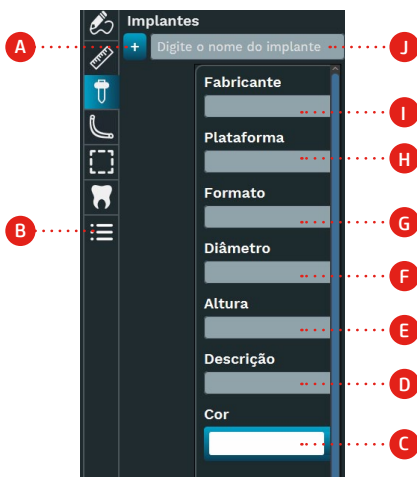 Implantes
A
+
Digite o nome do implante
J
Fabricante
I
Plataforma
H
Formato
G
B
Diâmetro
F
Altura
E
Descrição
D
Cor
C